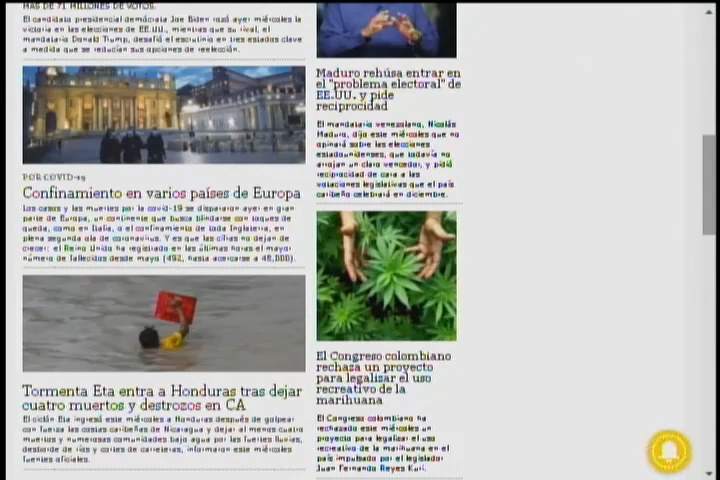 MÁS DE 71 MILLONES DE VOTOS.
El candidato presidencial demócrata Joe Biden rozó ayer miércoles la
victoria en las elecciones de EE.UU., mientras que su rival, el
mandatario Donald Trump, desafió el escrutinio en tres estados clave
a medida que se reducían sus opciones de reelección.
POR COVID-19
Confinamiento en varios países de Europa
Los casos y las muertes por la covid-19 se dispararon ayer en gran
parte de Europa, un continente que busca blindarse con toques de
queda, como en Italia, o el confinamiento de toda Inglaterra, en
plena segunda ola de coronavirus. Y es que las cifras no dejan de
crecer: el Reino Unido ha registrado en las últimas horas el mayor
número de fallecidos desde mayo (492, hasta acercarse a 48,000).
Tormenta Eta entra a Honduras tras dejar
cuatro muertos y destrozos en CA
El ciclón Eta ingresó este miércoles a Honduras después de golpear
con fuerza las costas caribeñas de Nicaragua y dejar al menos cuatro
muertos y numerosas comunidades bajo agua por las fuertes lluvias,
desborde de ríos y cortes de carreteras, informaron este miércoles
fuentes oficiales.
Maduro rehúsa entrar en
el "problema electoral" de
EE.UU. y pide
reciprocidad
El mandatario venezolano, Nicolás
Maduro, dijo este miércoles que no
opinará sobre las elecciones
estadounidenses, que todavía no
arrojan un claro vencedor, y pidió
reciprocidad de cara a las
votaciones legislativas que el país
caribeño celebrará en diciembre.
El Congreso colombiano
rechaza un proyecto
para legalizar el uso
recreativo de la
marihuana
El Congreso colombiano ha
rechazado este miércoles un
proyecto para legalizar el uso
recreativo de la marihuana en el
país impulsado por el legislador
Juan Fernando Reyes Kuri.